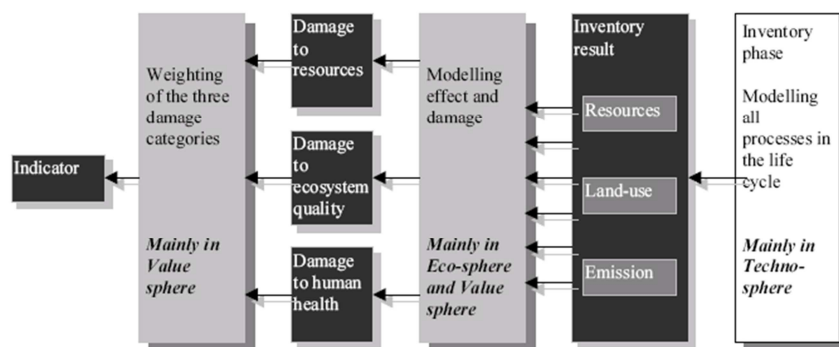 Indicator
Weighting
of the three
damage
categories
Mainly in
Value
sphere
Damage
to
resources
Damage
to
ecosystem
quality
Damage
to human
health
Modelling
effect and
damage
Mainly in
Eco-sphere
and Value
sphere
Inventory
result
Resources
Land-use
Emission
Inventory
phase
Modelling
all
processes in
the life
cycle
Mainly in
Techno-
sphere